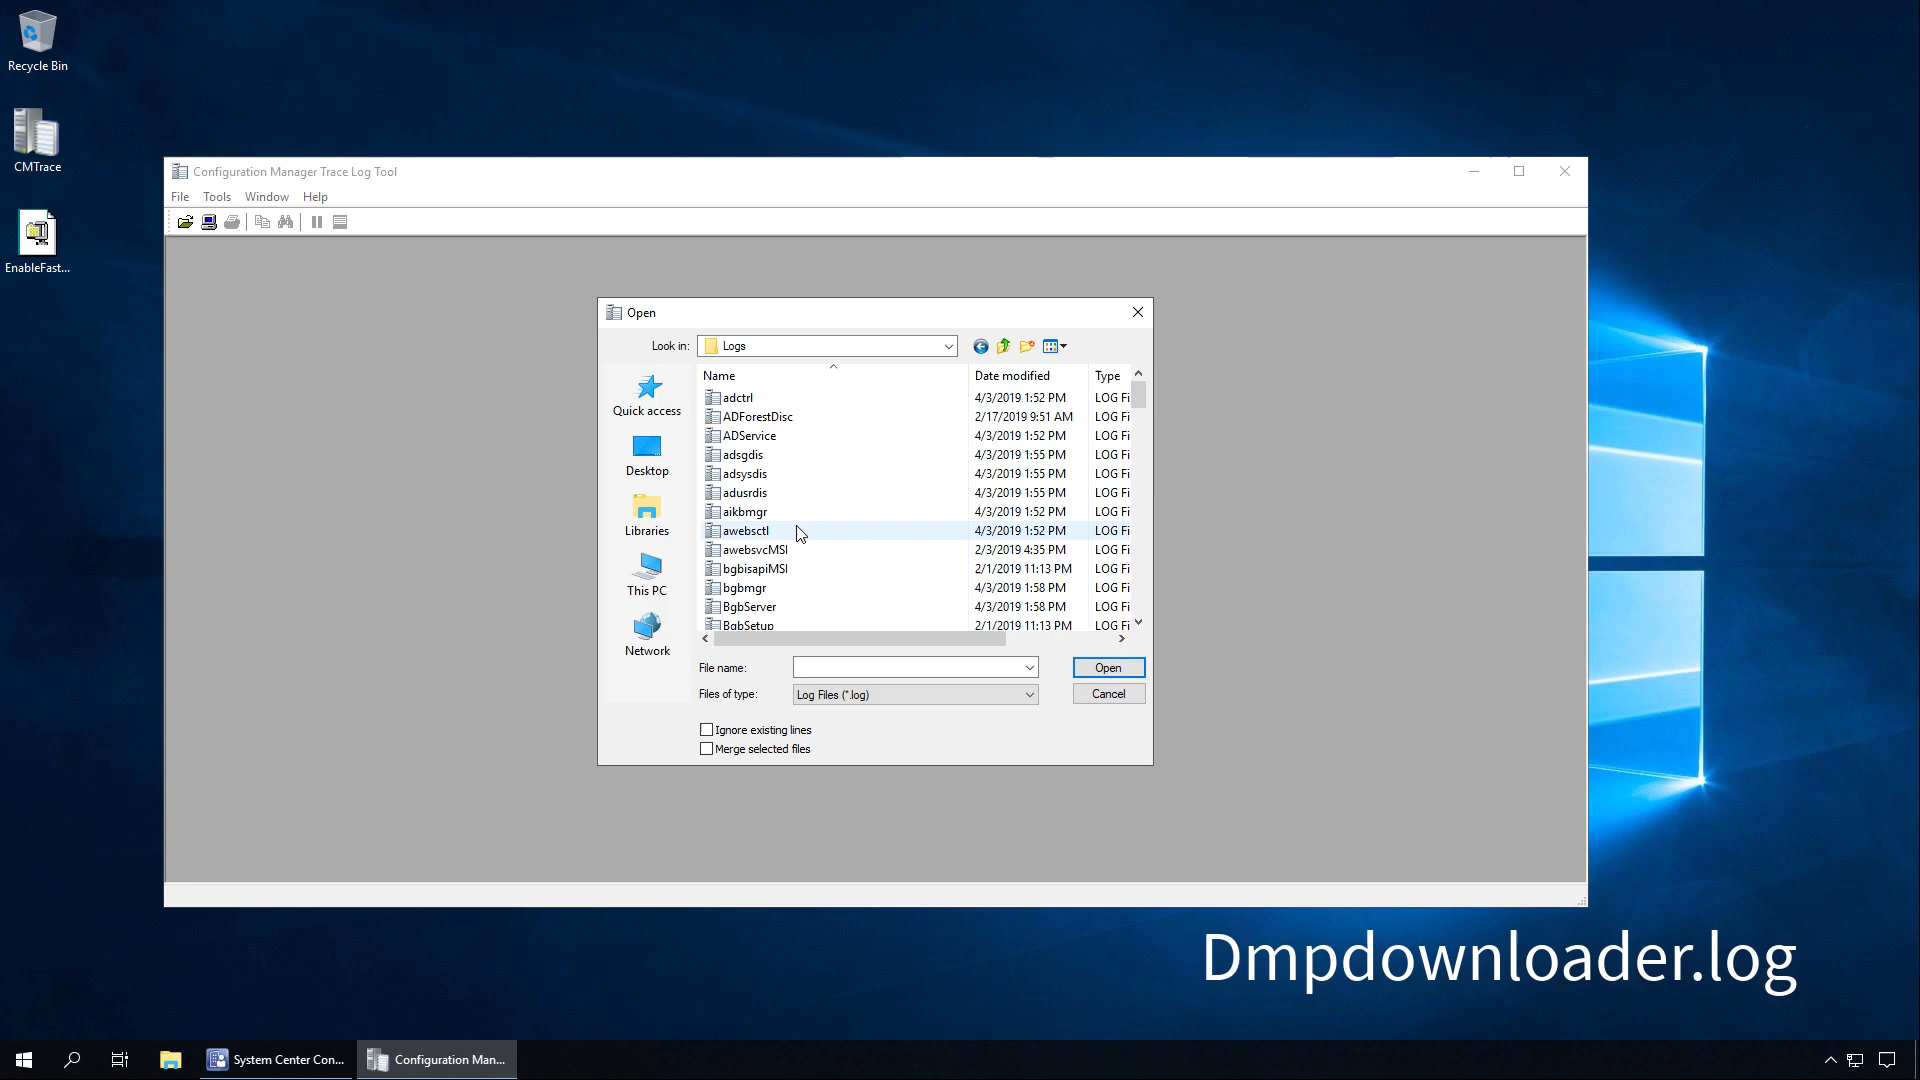 Recycle Bin
CMTrace
EnableFast...
Configuration Manager Trace Log Tool
File Tools Window Help
Open
Look in: Logs
Name Date modified Type
adctrl 4/3/2019 1:52 PM LOG Fi
ADForestDisc 2/17/2019 9:51 AM LOG Fi
ADService 4/3/2019 1:52 PM LOG Fi
adsgdis 4/3/2019 1:55 PM LOG Fi
adsysdis 4/3/2019 1:55 PM LOG Fi
adusrdis 4/3/2019 1:55 PM LOG Fi
aikbmgr 4/3/2019 1:52 PM LOG Fi
awebsctl 4/3/2019 1:52 PM LOG Fi
awebsvcMSI 2/3/2019 4:35 PM LOG Fi
bgbisapiMSI 2/1/2019 11:13 PM LOG Fi
bgbmgr 4/3/2019 1:58 PM LOG Fi
BgbServer 4/3/2019 1:58 PM LOG Fi
BgbSetup 2/1/2019 11:13 PM LOG Fi
Quick access
Desktop
Libraries
This PC
Network
File name: Open
Files of type: Log Files (*.log) Cancel
Ignore existing lines
Merge selected files
Dmpdownloader.log
System Center Con... Configuration Man...